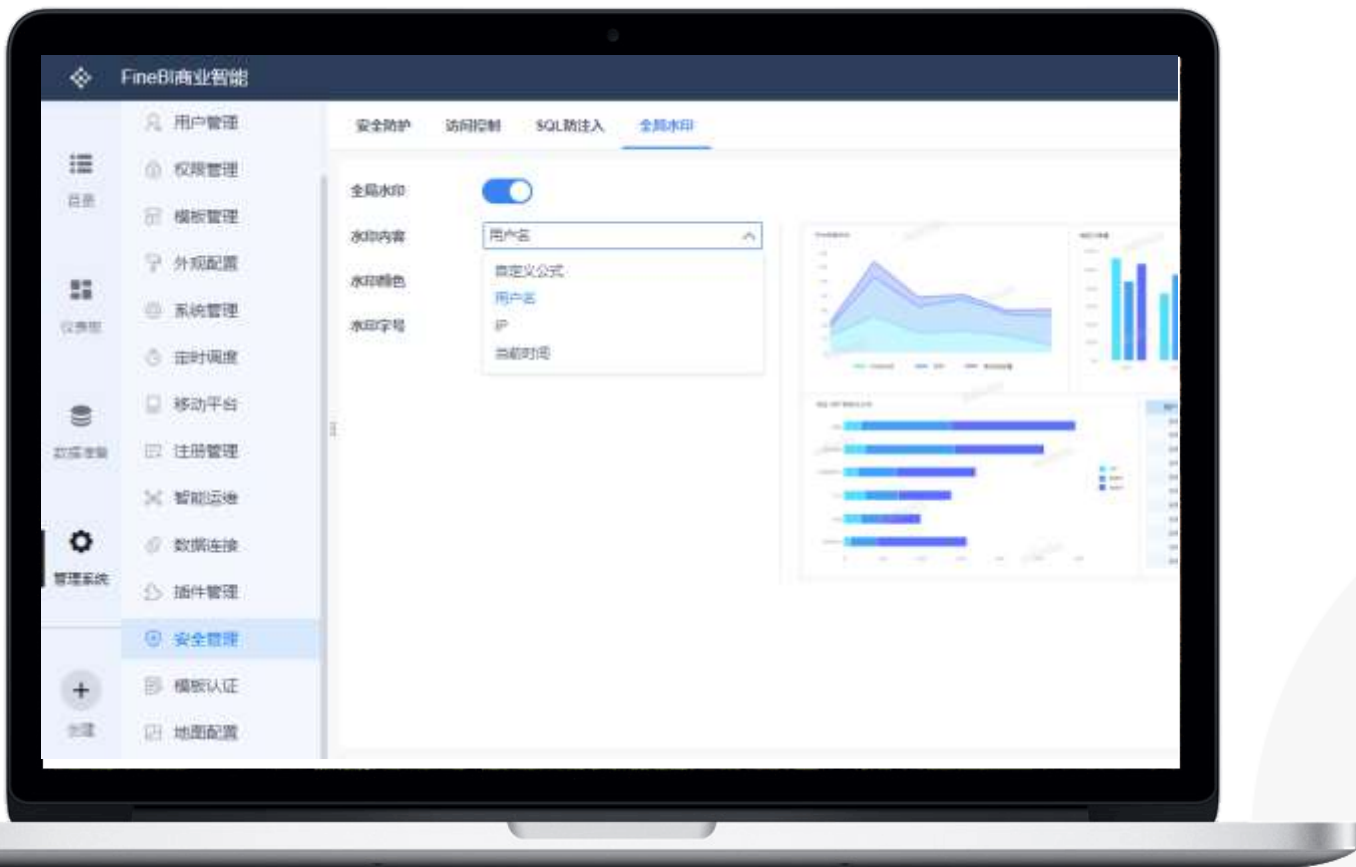 FineBI商业智能
目录
仪表板
数据准备
管理系统
创建
用户管理
权限管理
模板管理
外观配置
系统管理
定时调度
移动平台
注册管理
智能运维
数据连接
插件管理
安全管理
模板认证
地图配置
安全防护 访问控制 SQL防注入 全局水印
全局水印
水印内容 用户名
水印颜色
水印字号
自定义公式
用户名
IP
当前时间